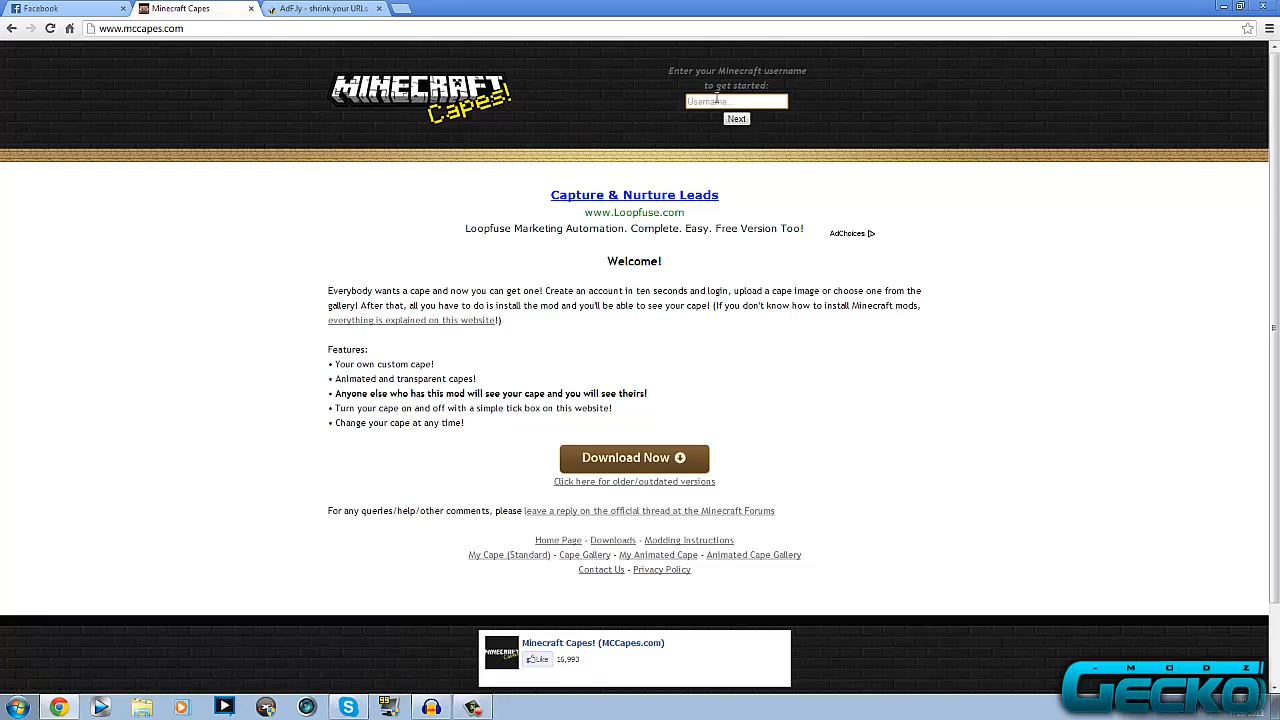 Facebook
Minecraft Capes
AdF.ly - shrink your URLs
www.mccapes.com
MINECRAFT
Capes!
Enter your Minecraft username
to get started:
Username...
Next
Capture & Nurture Leads
www.Loopfuse.com
Loopfuse Marketing Automation. Complete. Easy. Free Version Too!
AdChoices
Welcome!
Everybody wants a cape and now you can get one! Create an account in ten seconds and login, upload a cape image or choose one from the
gallery! After that, all you have to do is install the mod and you'll be able to see your cape! (If you don't know how to install Minecraft mods,
everything is explained on this website!)
Features:
• Your own custom cape!
• Animated and transparent capes!
• Anyone else who has this mod will see your cape and you will see theirs!
• Turn your cape on and off with a simple tick box on this website!
• Change your cape at any time!
Download Now
Click here for older/outdated versions
For any queries/help/other comments, please leave a reply on the official thread at the Minecraft Forums
Home Page - Downloads - Modding Instructions
My Cape (Standard) - Cape Gallery - My Animated Cape - Animated Cape Gallery
Contact Us - Privacy Policy
MINECRAFT
Capes!
Minecraft Capes! (MCCapes.com)
Like 16,993
- MODZ
GECKO
99